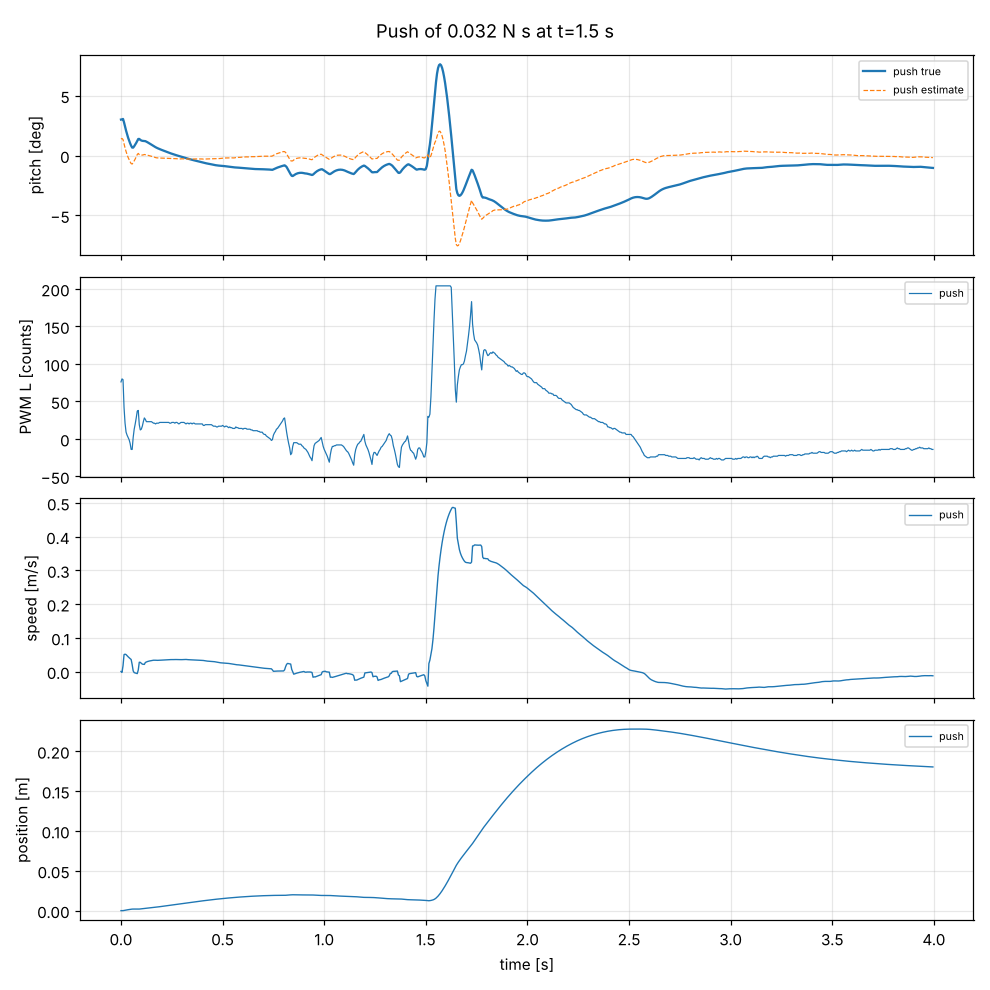 Push of 0.032 N s at t=1.5 s
pitch [deg]
5
0
−5
push true
push estimate
PWM L [counts]
200
150
100
50
0
−50
push
speed [m/s]
0.5
0.4
0.3
0.2
0.1
0.0
push
position [m]
0.20
0.15
0.10
0.05
0.00
push
0.0 0.5 1.0 1.5 2.0 2.5 3.0 3.5 4.0
time [s]